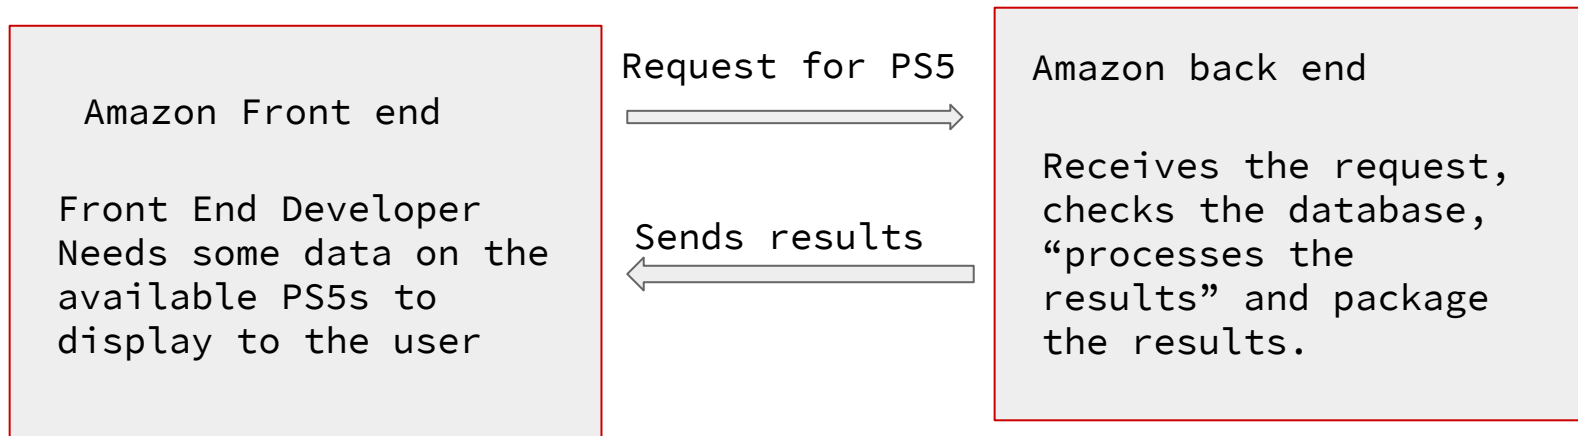 Amazon Front end
Front End Developer
Needs some data on the
available PS5s to
display to the user
Request for PS5
Sends results
Amazon back end
Receives the request,
checks the database,
“processes the
results” and package
the results.